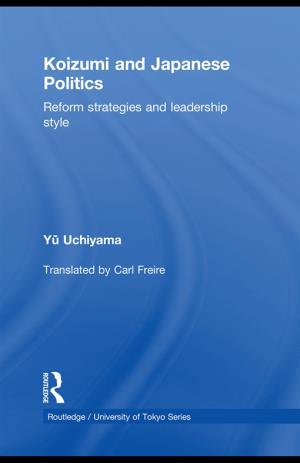 Koizumi and Japanese
Politics
Reform strategies and leadership
style
Yū Uchiyama
Translated by Carl Freire
ROUTLEDGE
Routledge / University of Tokyo Series